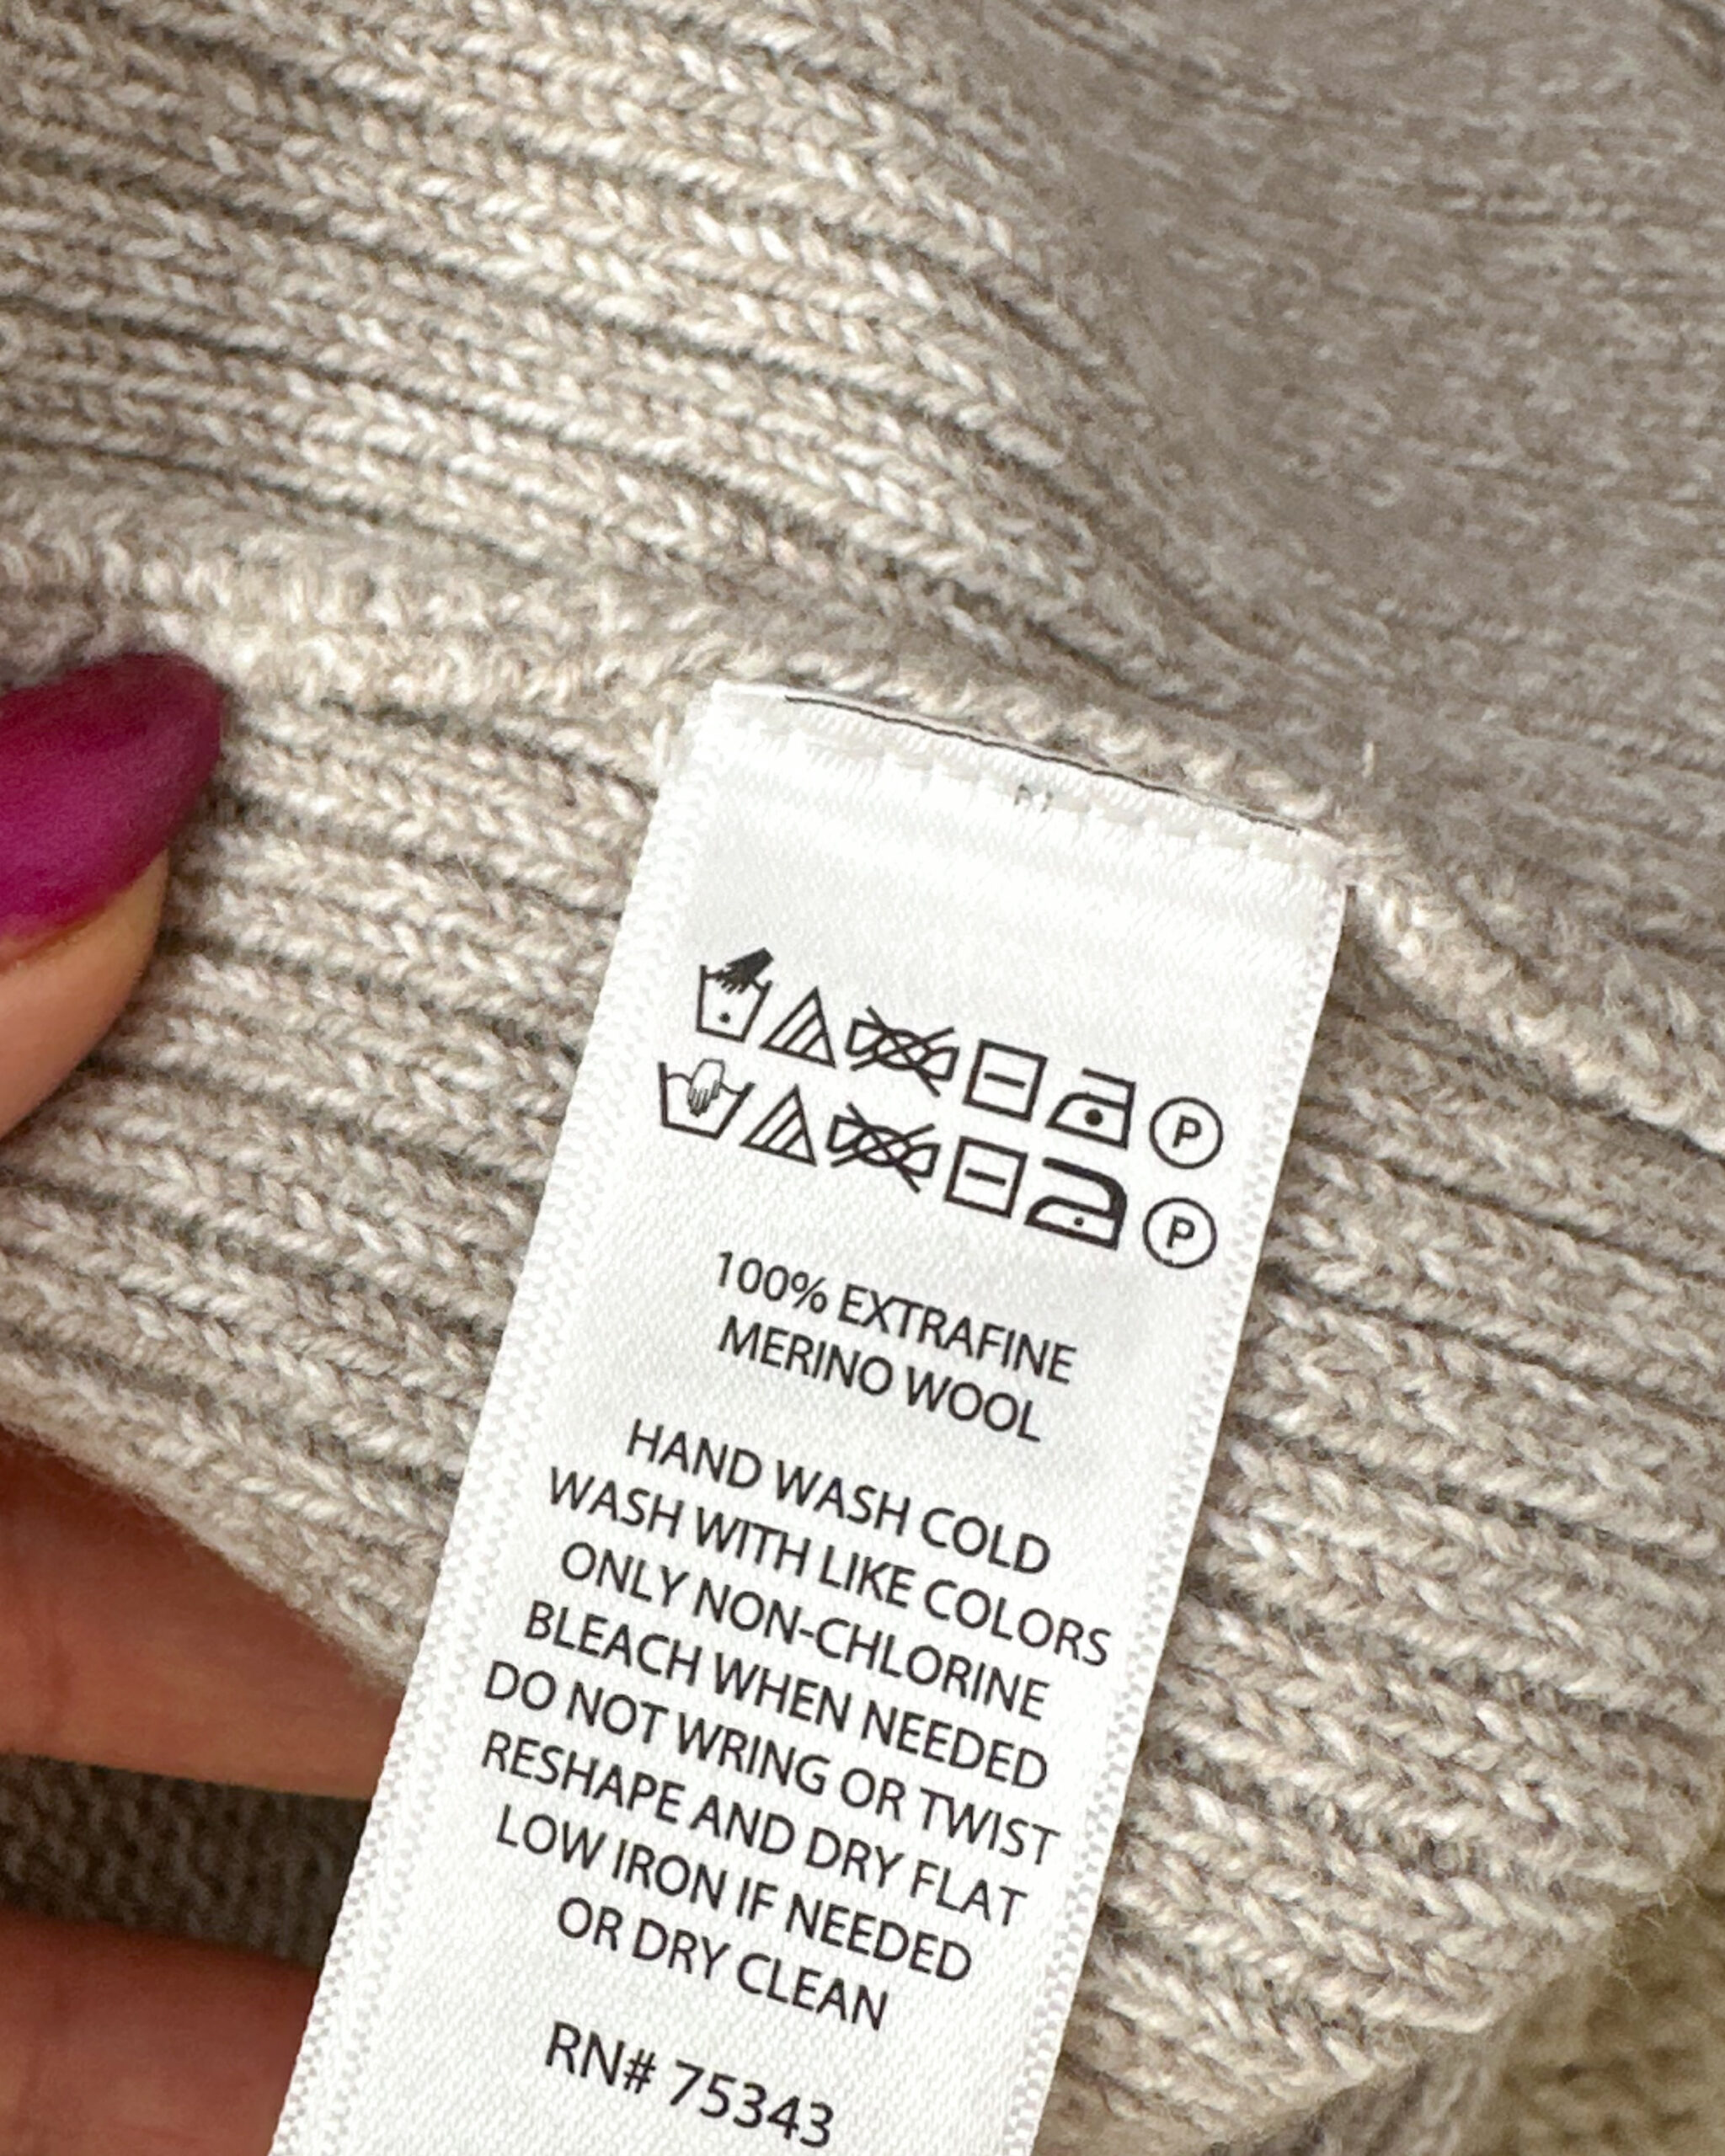 P
P
100% EXTRAFINE
MERINO WOOL
HAND WASH COLD
WASH WITH LIKE COLORS
ONLY NON-CHLORINE
BLEACH WHEN NEEDED
DO NOT WRING OR TWIST
RESHAPE AND DRY FLAT
LOW IRON IF NEEDED
OR DRY CLEAN
RN# 75343